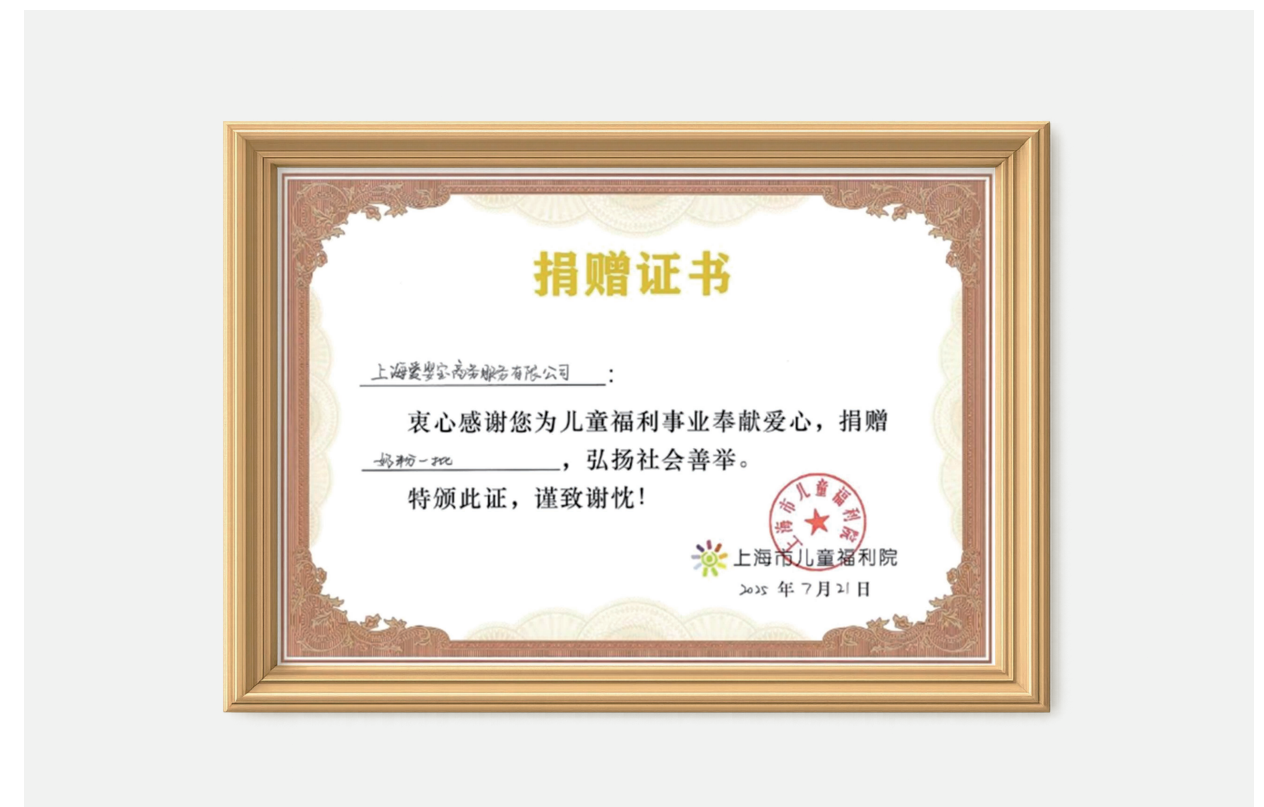 捐赠证书
上海爱婴宝商务服务有限公司：
衷心感谢您为儿童福利事业奉献爱心，捐赠
奶粉一批，弘扬社会善举。
特颁此证，谨致谢忱！
上海市儿童福利院
上海市儿童福利院
2025 年 7 月 21 日